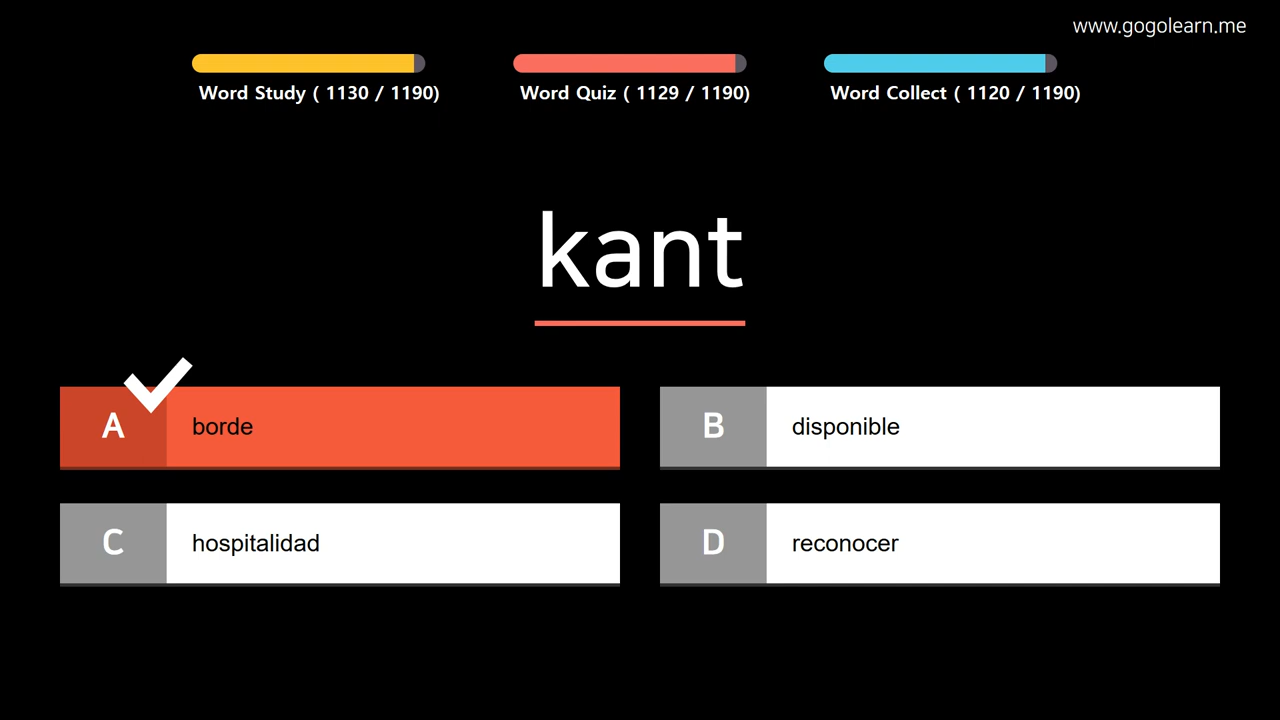 www.gogolearn.me
Word Study ( 1130 / 1190)
Word Quiz ( 1129 / 1190)
Word Collect ( 1120 / 1190)
kant
A borde
B disponible
C hospitalidad
D reconocer